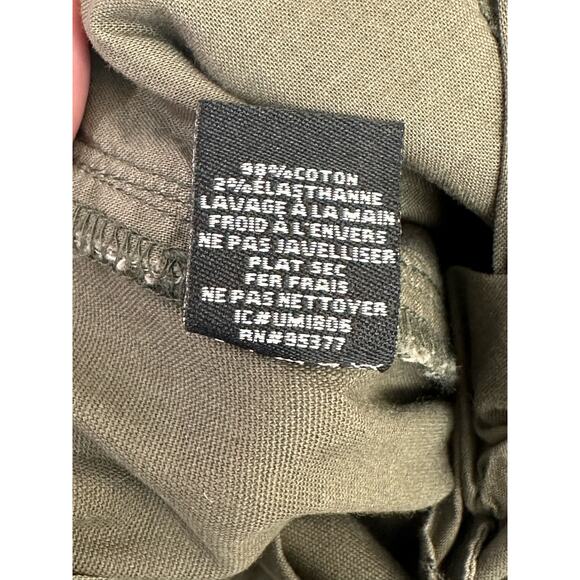 98%COTON
2%ÉLASTHANNE
LAVAGE À LA MAIN
FROID À L'ENVERS
NE PAS JAVELLISER
PLAT SEC
FER FRAIS
NE PAS NETTOYER
IC#UM1806
RN#95377